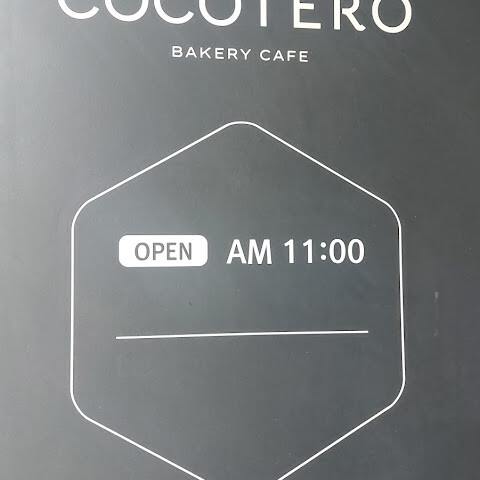 COCOTERO
BAKERY CAFE
OPEN AM 11:00